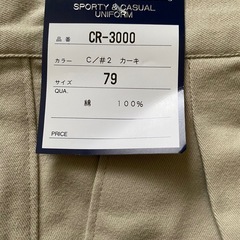 SPORTY & CASUAL
UNIFORM
品番 CR-3000
カラー C/#2 カーキ
サイズ 79
QUA.
綿 100%
PRICE